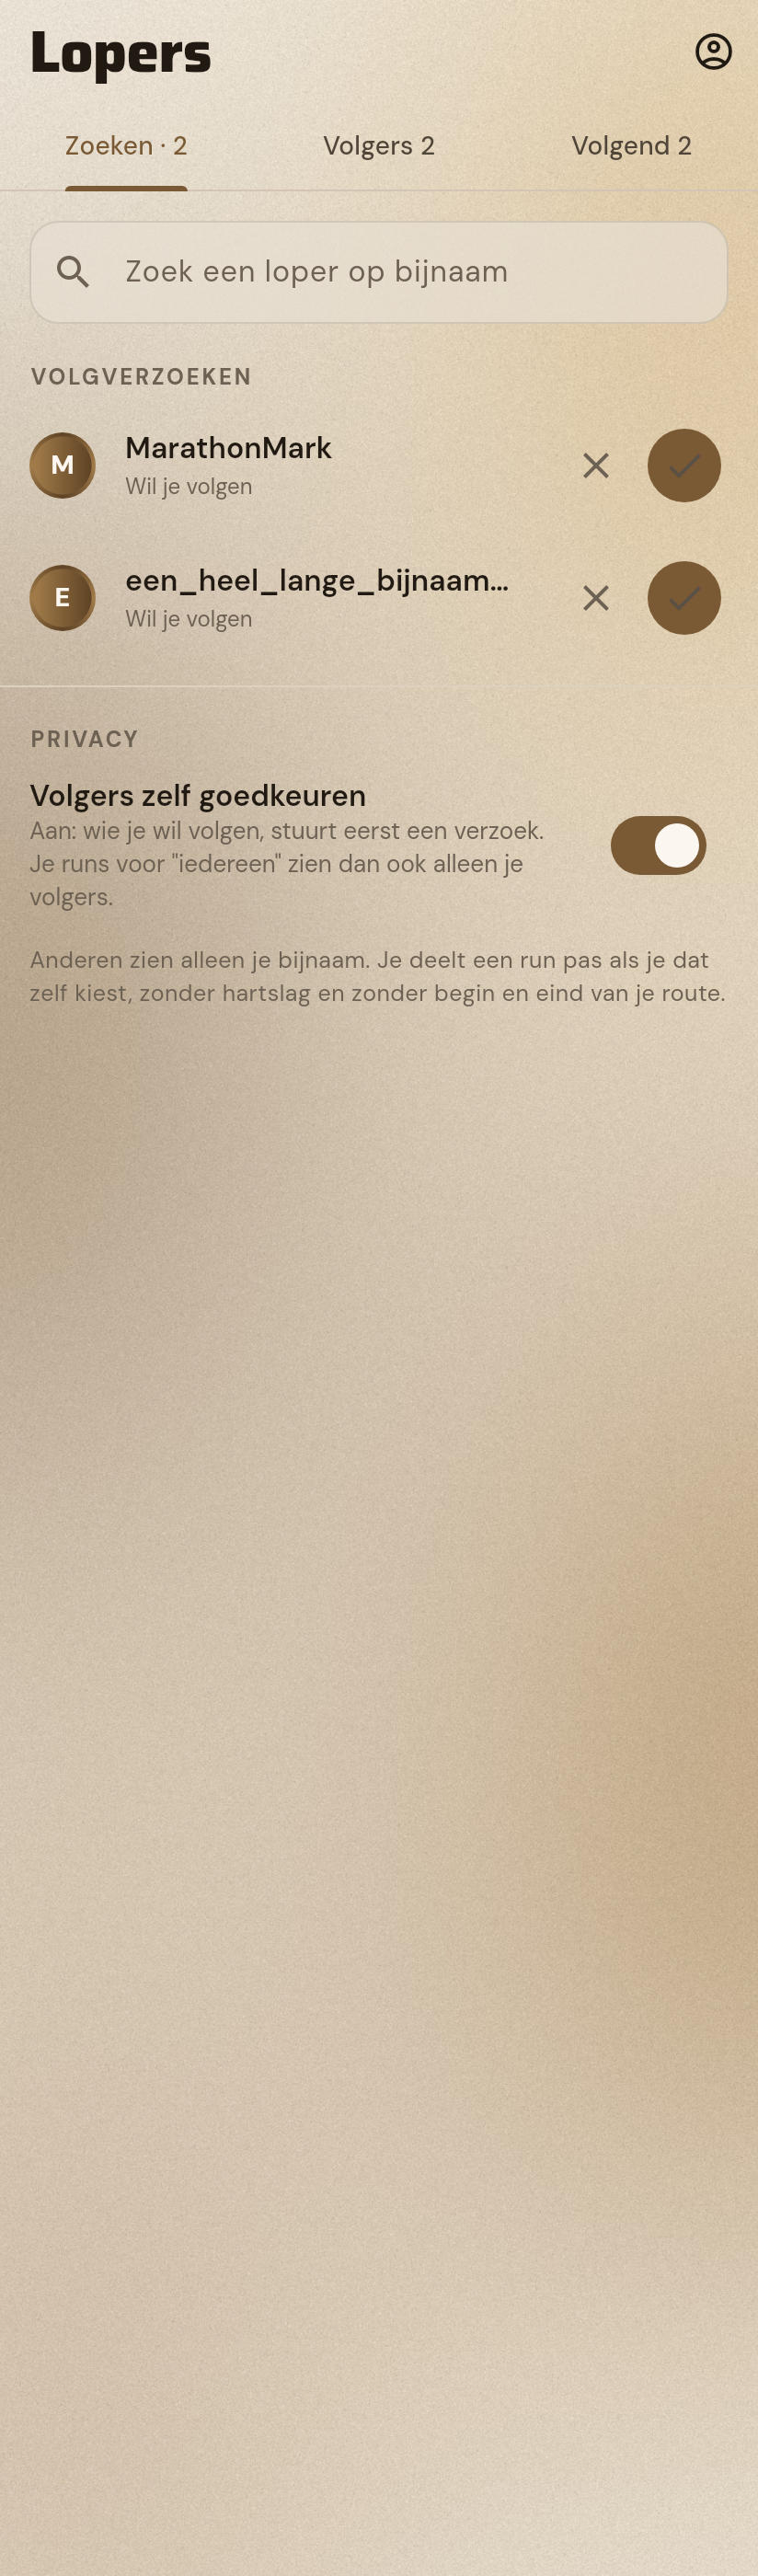 Lopers
Zoeken · 2
Volgers 2
Volgend 2
Zoek een loper op bijnaam
VOLGVERZOEKEN
M
MarathonMark
Wil je volgen
E
een_heel_lange_bijnaam…
Wil je volgen
PRIVACY
Volgers zelf goedkeuren
Aan: wie je wil volgen, stuurt eerst een verzoek.
Je runs voor "iedereen" zien dan ook alleen je
volgers.
Anderen zien alleen je bijnaam. Je deelt een run pas als je dat
zelf kiest, zonder hartslag en zonder begin en eind van je route.